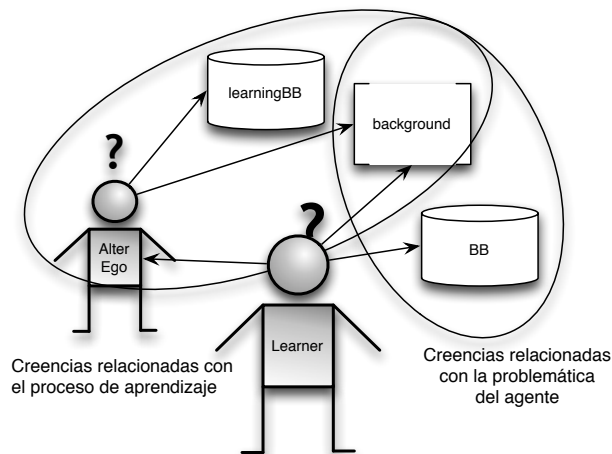 learningBB
background
?
?
Alter
Ego
BB
Learner
Creencias relacionadas con
el proceso de aprendizaje
Creencias relacionadas
con la problemática
del agente